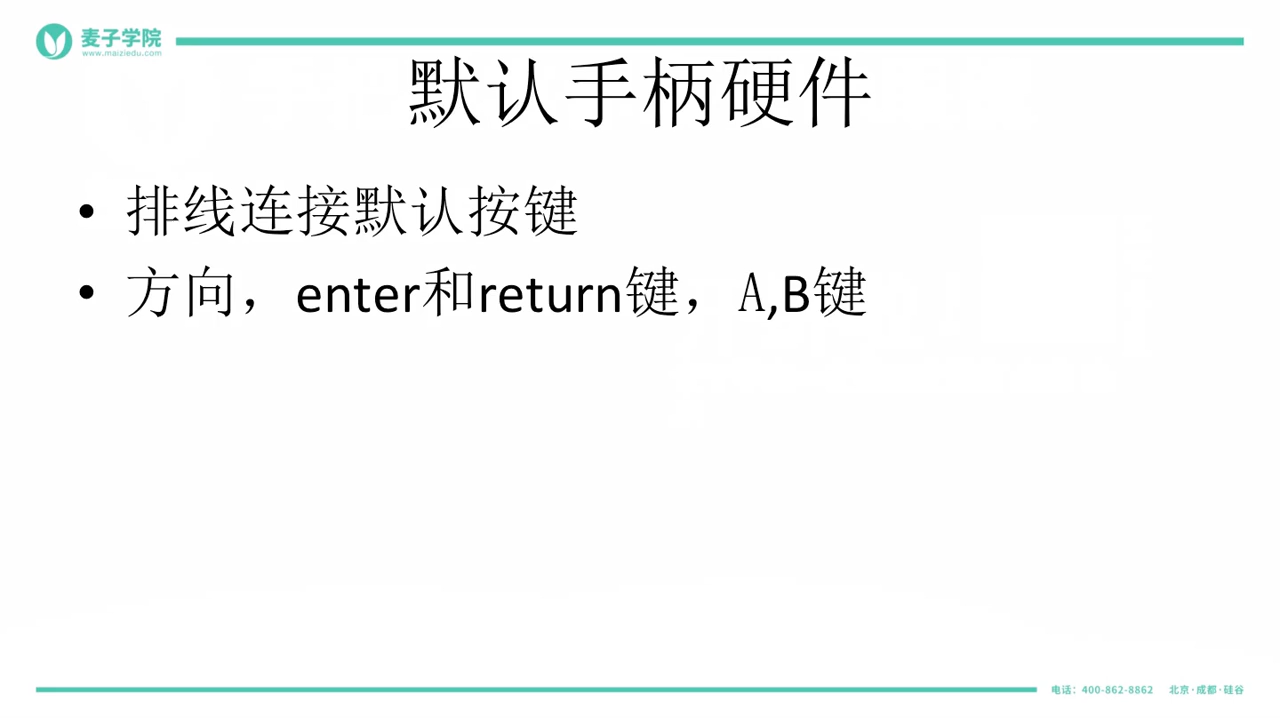 麦子学院
www.maiziedu.com
默认手柄硬件
• 排线连接默认按键
• 方向，enter和return键，A,B键
电话：400-862-8862 北京·成都·硅谷